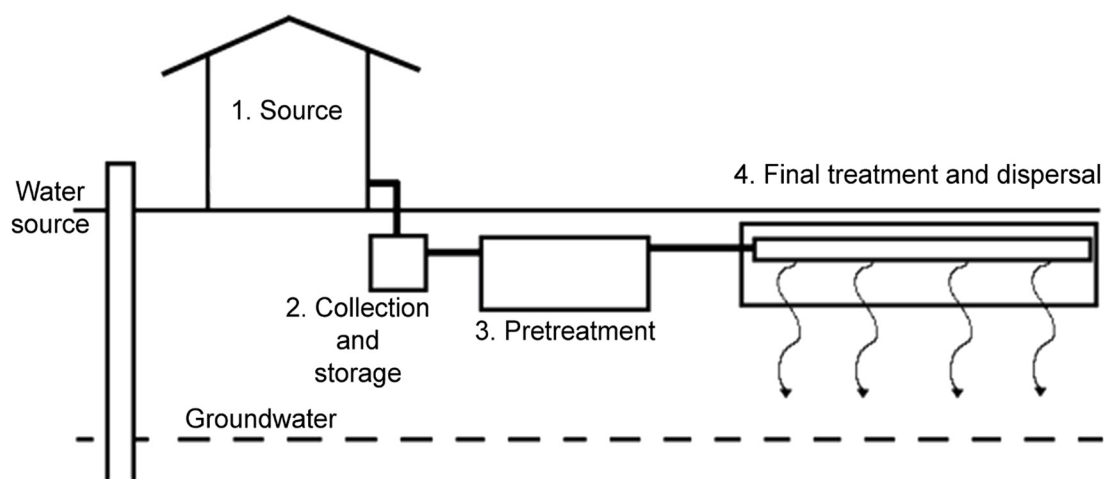 1. Source
4. Final treatment and dispersal
Water
source
2. Collection
and
storage
3. Pretreatment
Groundwater